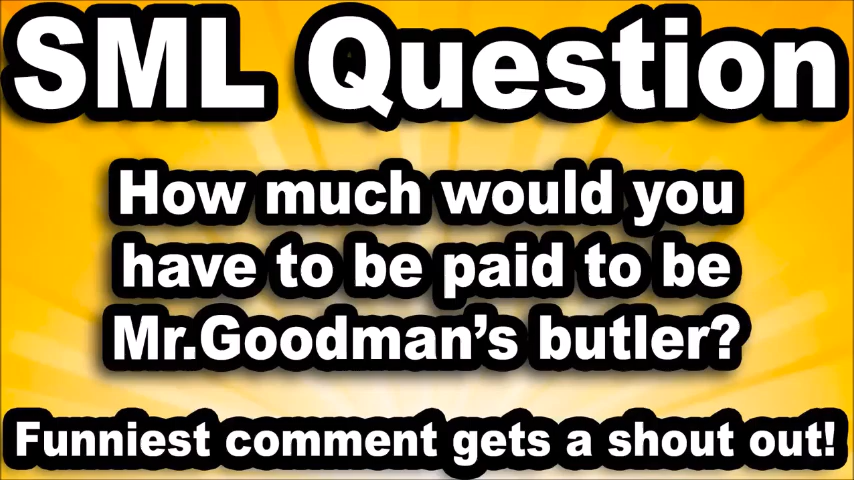 SML Question
How much would you
have to be paid to be
Mr.Goodman's butler?
Funniest comment gets a shout out!